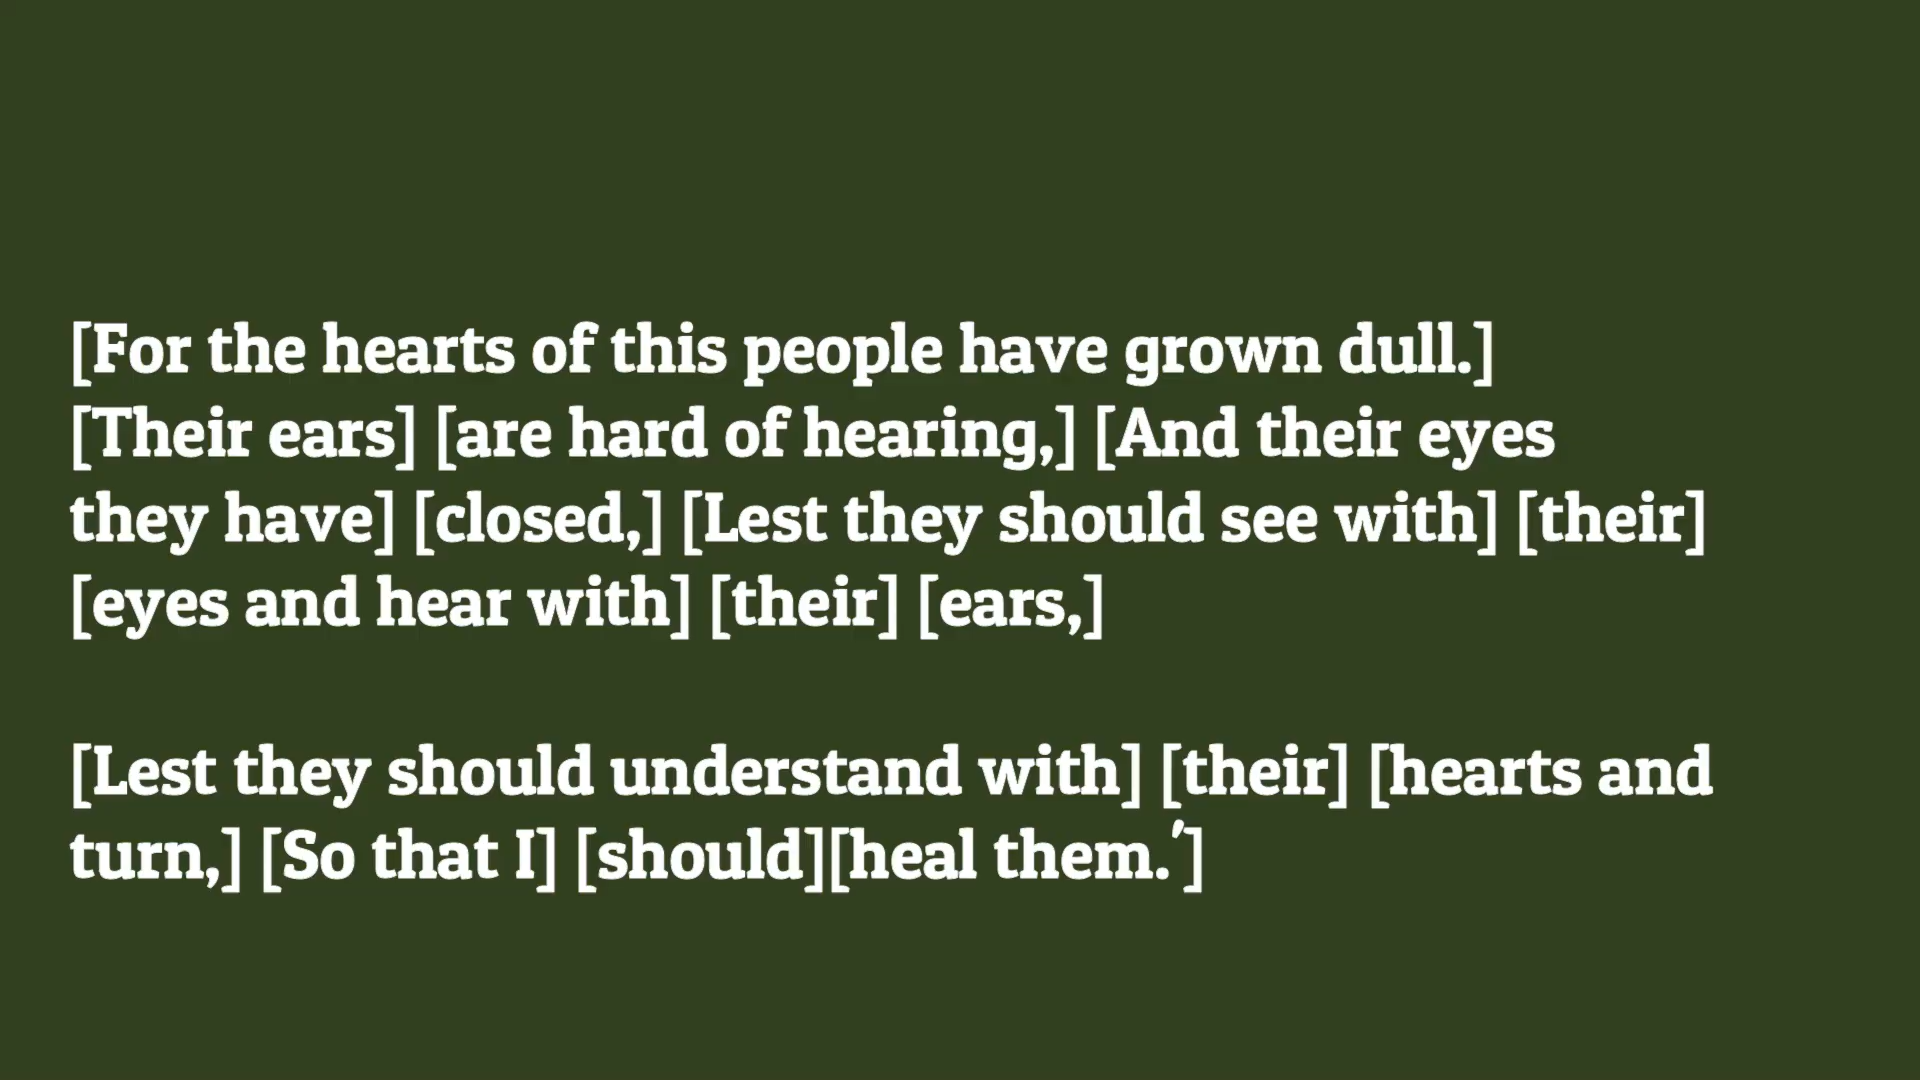 [For the hearts of this people have grown dull.]
[Their ears] [are hard of hearing,] [And their eyes
they have] [closed,] [Lest they should see with] [their]
[eyes and hear with] [their] [ears,]
[Lest they should understand with] [their] [hearts and
turn,] [So that I] [should][heal them.']